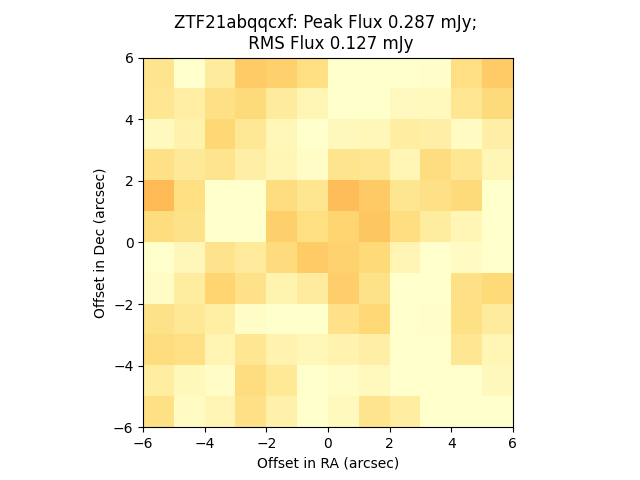 ZTF21abqqcxf: Peak Flux 0.287 mJy;
RMS Flux 0.127 mJy
6
4
2
0
−2
−4
−6
Offset in Dec (arcsec)
−6 −4 −2 0 2 4 6
Offset in RA (arcsec)